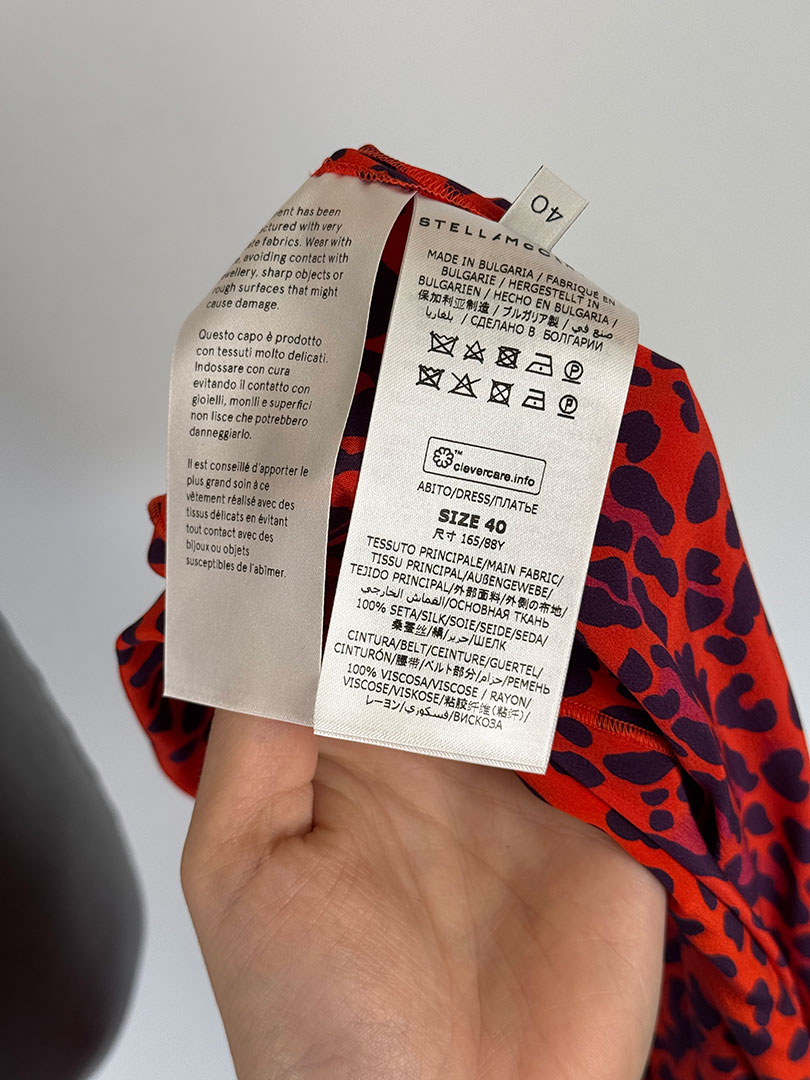 40
ent has been
ctured with very
te fabrics. Wear with
avoiding contact with
wellery, sharp objects or
rough surfaces that might
cause damage.
Questo capo è prodotto
con tessuti molto delicati.
Indossare con cura
evitando il contatto con
gioielli, monili e superfici
non lisce che potrebbero
danneggiarlo.
Il est conseillé d'apporter le
plus grand soin à ce
vêtement réalisé avec des
tissus délicats en évitant
tout contact avec des
bijoux ou objets
susceptibles de l'abîmer.
STELLA McC
MADE IN BULGARIA / FABRIQUÉ EN
BULGARIE / HERGESTELLT IN
BULGARIEN / HECHO EN BULGARIA /
保加利亚制造 / ブルガリア製 / صنع في
بلغاريا / СДЕЛАНО В БОЛГАРИИ
™
clevercare.info
ABITO/DRESS/ПЛАТЬЕ
SIZE 40
尺寸 165/88Y
TESSUTO PRINCIPALE/MAIN FABRIC/
TISSU PRINCIPAL/AUßENGEWEBE/
TEJIDO PRINCIPAL/外部面料/外側の布地/
القماش الخارجي/ОСНОВНАЯ ТКАНЬ
100% SETA/SILK/SOIE/SEIDE/SEDA/
桑蚕丝/絹/حرير/ШЕЛК
CINTURA/BELT/CEINTURE/GUERTEL/
CINTURÓN/腰带/ベルト部分/حزام/РЕМЕНЬ
100% VISCOSA/VISCOSE / RAYON/
VISCOSE/VISKOSE/粘胶纤维(粘纤)/
レーヨン/فسكوزي/ВИСКОЗА